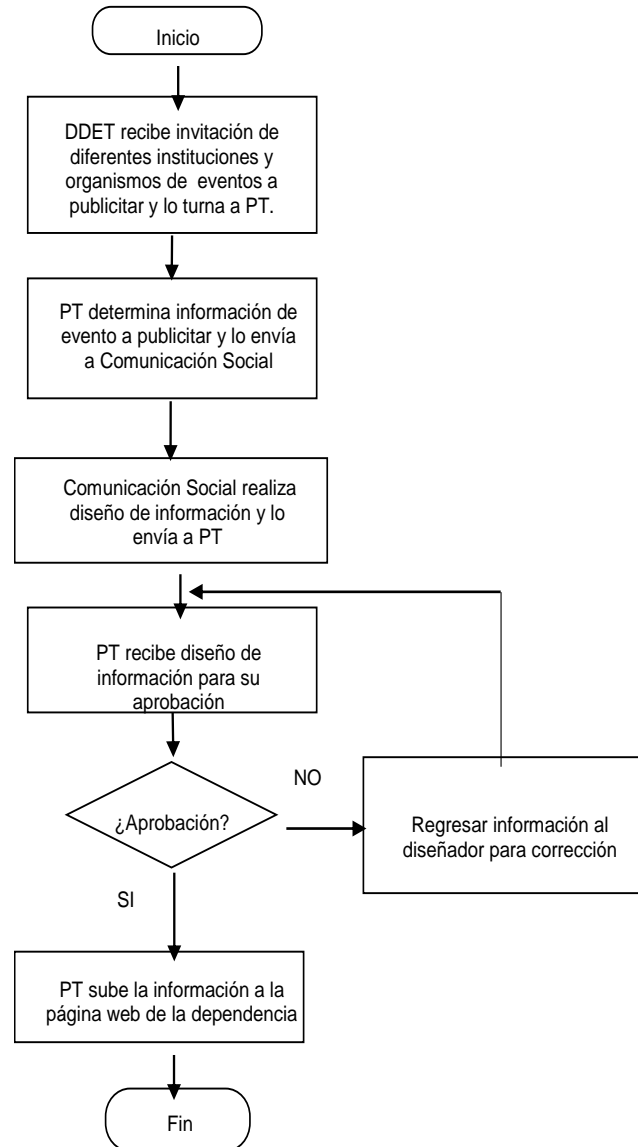 Inicio
DDET recibe invitación de
diferentes instituciones y
organismos de eventos a
publicitar y lo turna a PT.
PT determina información de
evento a publicitar y lo envía
a Comunicación Social
Comunicación Social realiza
diseño de información y lo
envía a PT
PT recibe diseño de
información para su
aprobación
NO
¿Aprobación?
Regresar información al
diseñador para corrección
SI
PT sube la información a la
página web de la dependencia
Fin